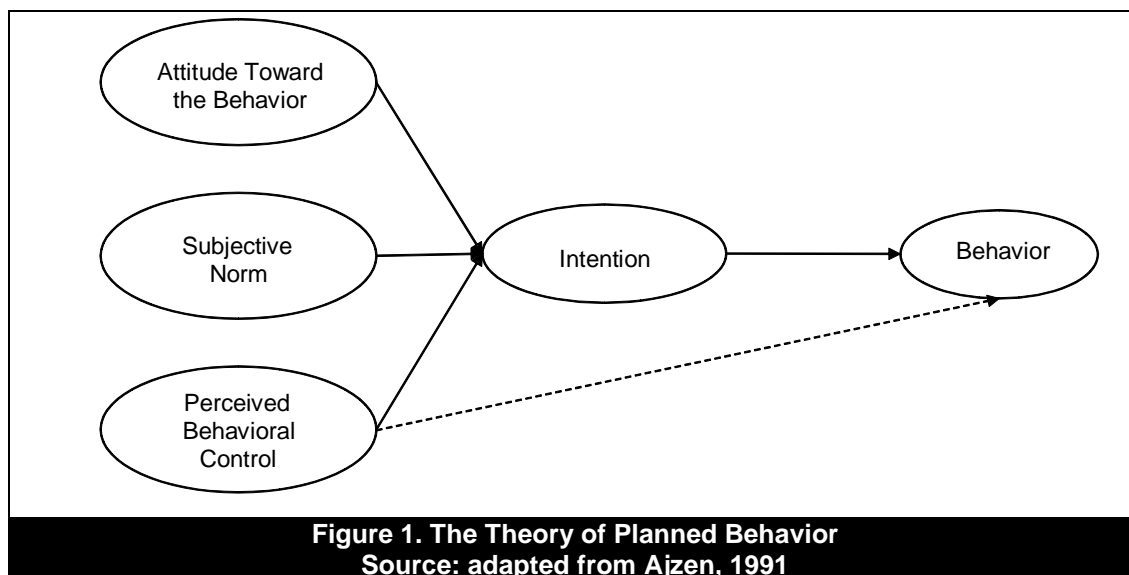 Attitude Toward
the Behavior
Subjective
Norm
Intention
Behavior
Perceived
Behavioral
Control
Figure 1. The Theory of Planned Behavior
Source: adapted from Ajzen, 1991